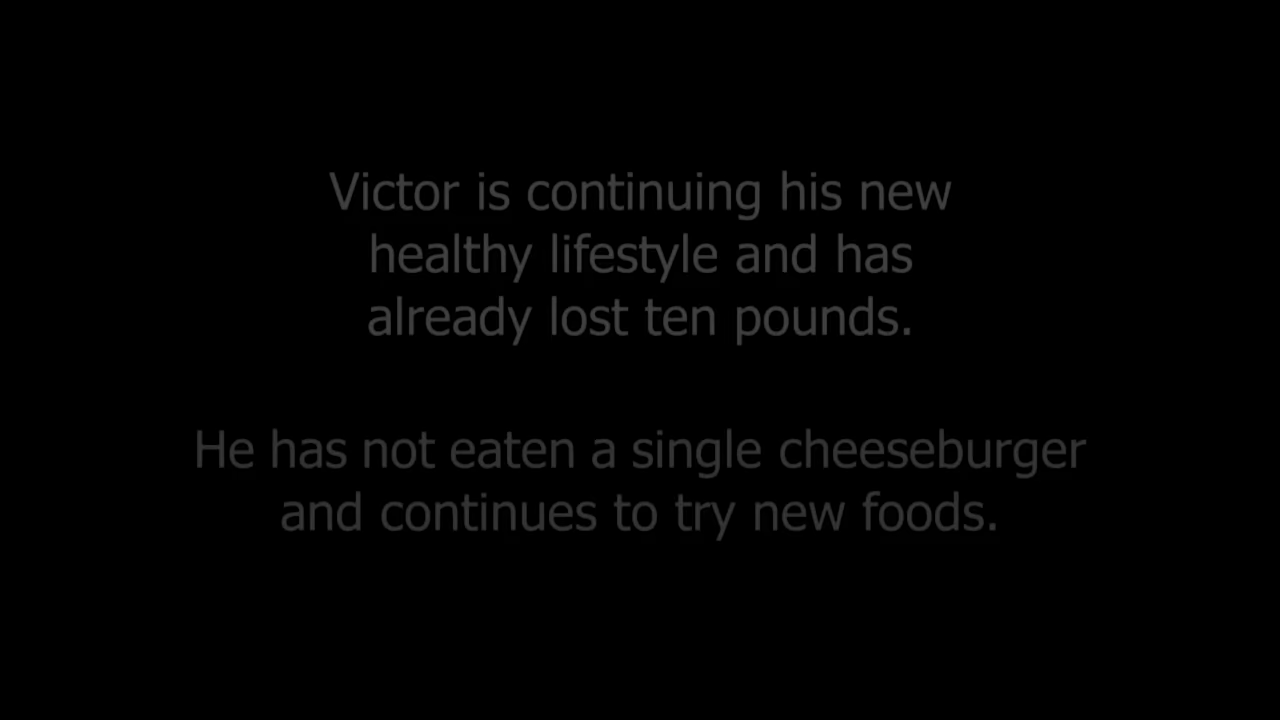 Victor is continuing his new
healthy lifestyle and has
already lost ten pounds.
He has not eaten a single cheeseburger
and continues to try new foods.